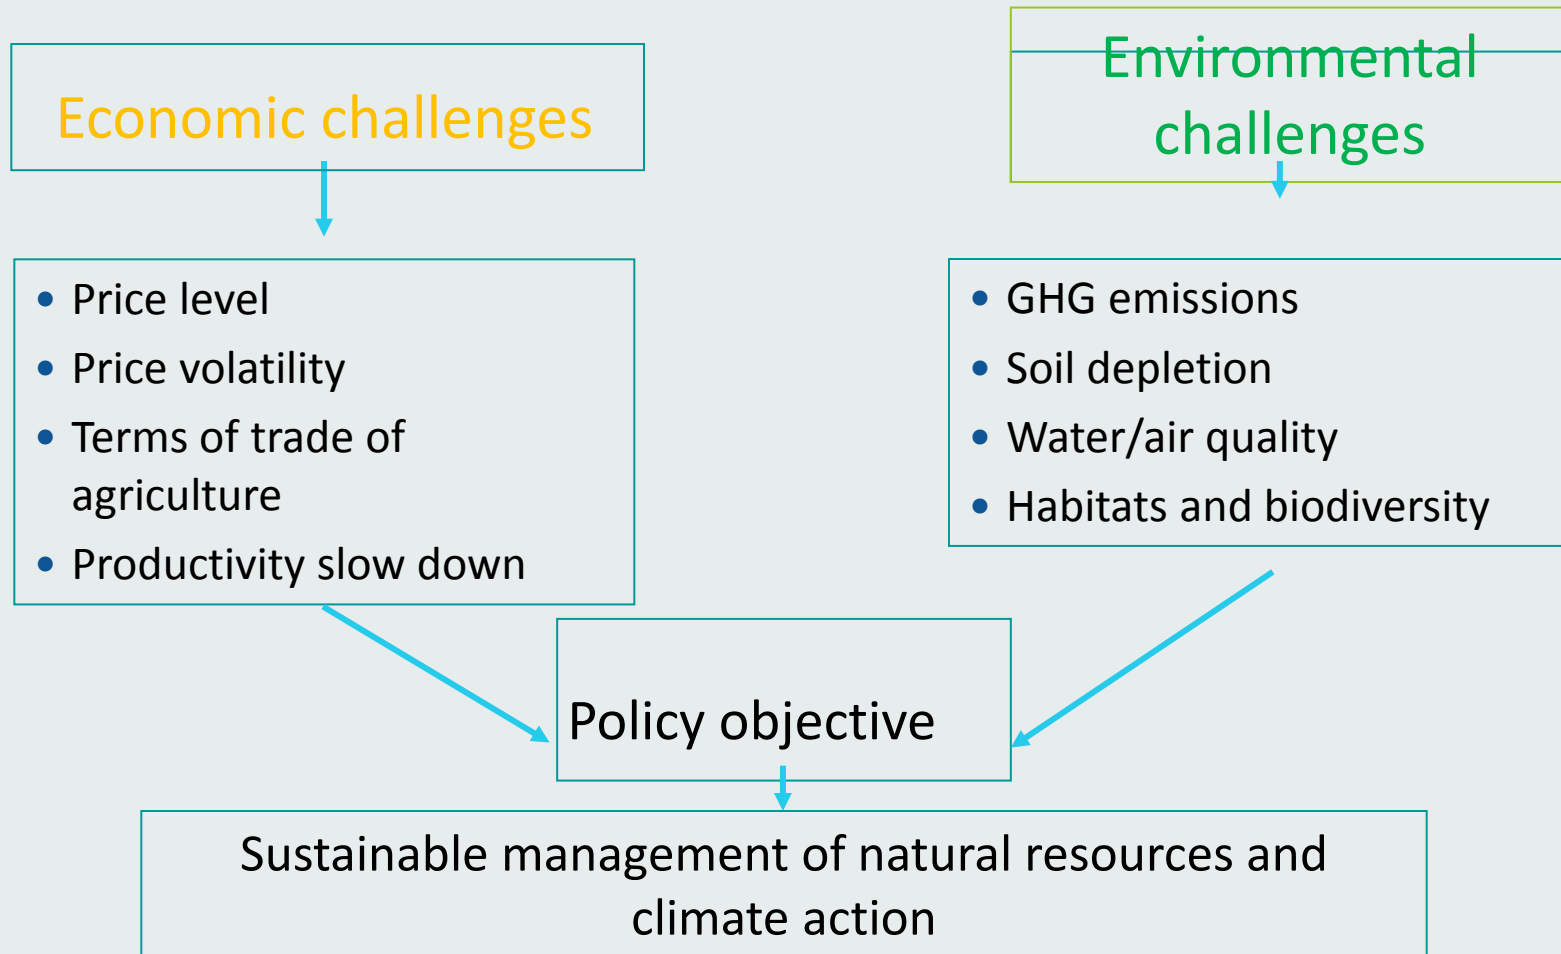 Economic challenges
Environmental
challenges
• Price level
• Price volatility
• Terms of trade of
agriculture
• Productivity slow down
• GHG emissions
• Soil depletion
• Water/air quality
• Habitats and biodiversity
Policy objective
Sustainable management of natural resources and
climate action